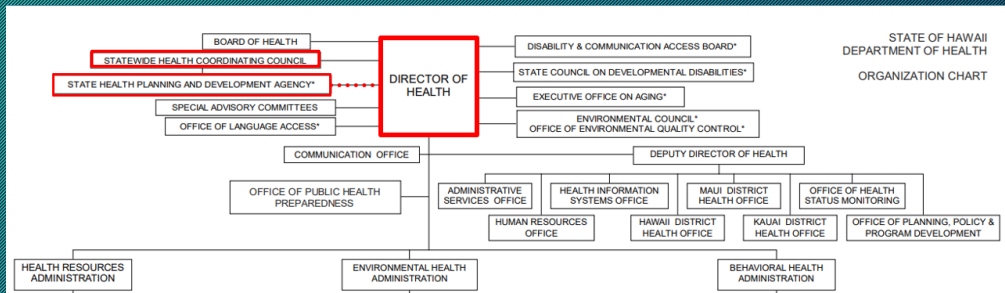 STATE OF HAWAII
DEPARTMENT OF HEALTH
ORGANIZATION CHART
BOARD OF HEALTH
STATEWIDE HEALTH COORDINATING COUNCIL
STATE HEALTH PLANNING AND DEVELOPMENT AGENCY*
SPECIAL ADVISORY COMMITTEES
OFFICE OF LANGUAGE ACCESS*
DIRECTOR OF
HEALTH
DISABILITY & COMMUNICATION ACCESS BOARD*
STATE COUNCIL ON DEVELOPMENTAL DISABILITIES*
EXECUTIVE OFFICE ON AGING*
ENVIRONMENTAL COUNCIL*
OFFICE OF ENVIRONMENTAL QUALITY CONTROL*
COMMUNICATION OFFICE
DEPUTY DIRECTOR OF HEALTH
OFFICE OF PUBLIC HEALTH
PREPAREDNESS
ADMINISTRATIVE
SERVICES OFFICE
HEALTH INFORMATION
SYSTEMS OFFICE
MAUI DISTRICT
HEALTH OFFICE
OFFICE OF HEALTH
STATUS MONITORING
HUMAN RESOURCES
OFFICE
HAWAII DISTRICT
HEALTH OFFICE
KAUAI DISTRICT
HEALTH OFFICE
OFFICE OF PLANNING, POLICY &
PROGRAM DEVELOPMENT
HEALTH RESOURCES
ADMINISTRATION
ENVIRONMENTAL HEALTH
ADMINISTRATION
BEHAVIORAL HEALTH
ADMINISTRATION